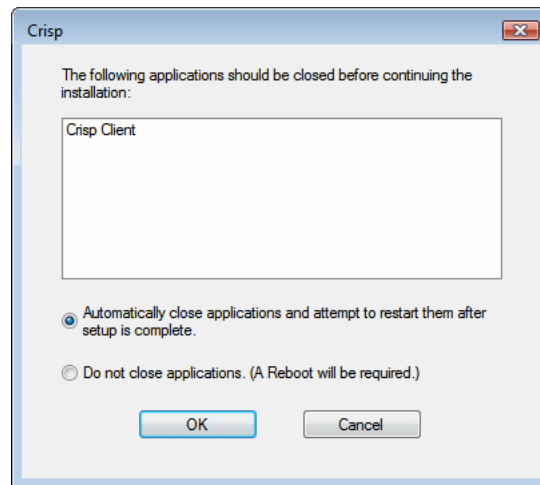 Crisp
The following applications should be closed before continuing the
installation:
Crisp Client
Automatically close applications and attempt to restart them after
setup is complete.
Do not close applications. (A Reboot will be required.)
OK
Cancel